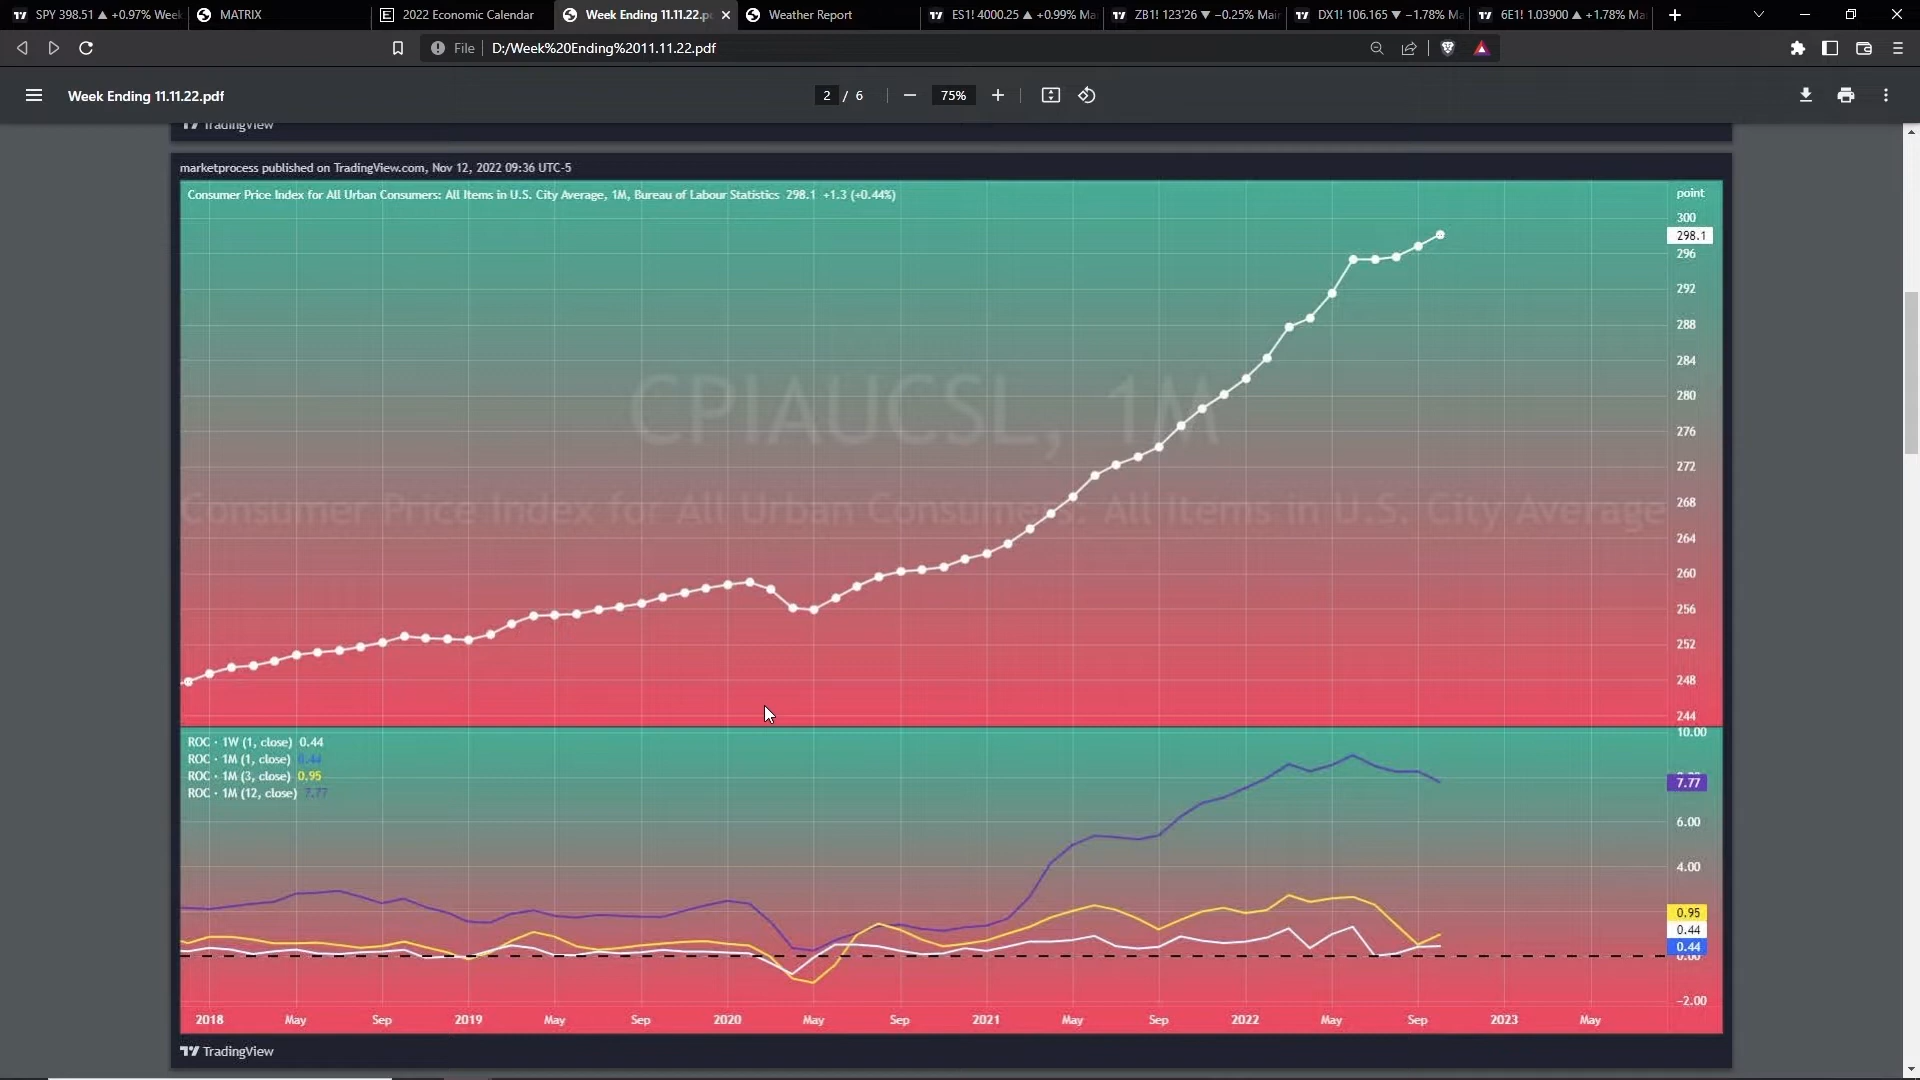 SPY 398.51 ▲ +0.97% Week
MATRIX
2022 Economic Calendar
Week Ending 11.11.22.p
Weather Report
ES1! 4000.25 ▲ +0.99% Ma
ZB1! 123'26 ▼ −0.25% Main
DX1! 106.165 ▼ −1.78% Ma
6E1! 1.03900 ▲ +1.78% Ma
File
D:/Week%20Ending%2011.11.22.pdf
Week Ending 11.11.22.pdf
2 / 6
75%
TradingView
marketprocess published on TradingView.com, Nov 12, 2022 09:36 UTC-5
Consumer Price Index for All Urban Consumers: All Items in U.S. City Average, 1M, Bureau of Labour Statistics 298.1 +1.3 (+0.44%)
point
300
298.1
296
292
288
284
280
276
272
268
264
260
256
252
248
244
CPIAUCSL, 1M
Consumer Price Index for All Urban Consumers: All Items in U.S. City Average
ROC · 1W (1, close) 0.44
ROC · 1M (1, close) 0.44
ROC · 1M (3, close) 0.95
ROC · 1M (12, close) 7.77
10.00
7.77
6.00
4.00
0.95
0.44
0.44
0.00
−2.00
2018 May Sep 2019 May Sep 2020 May Sep 2021 May Sep 2022 May Sep 2023 May
TradingView